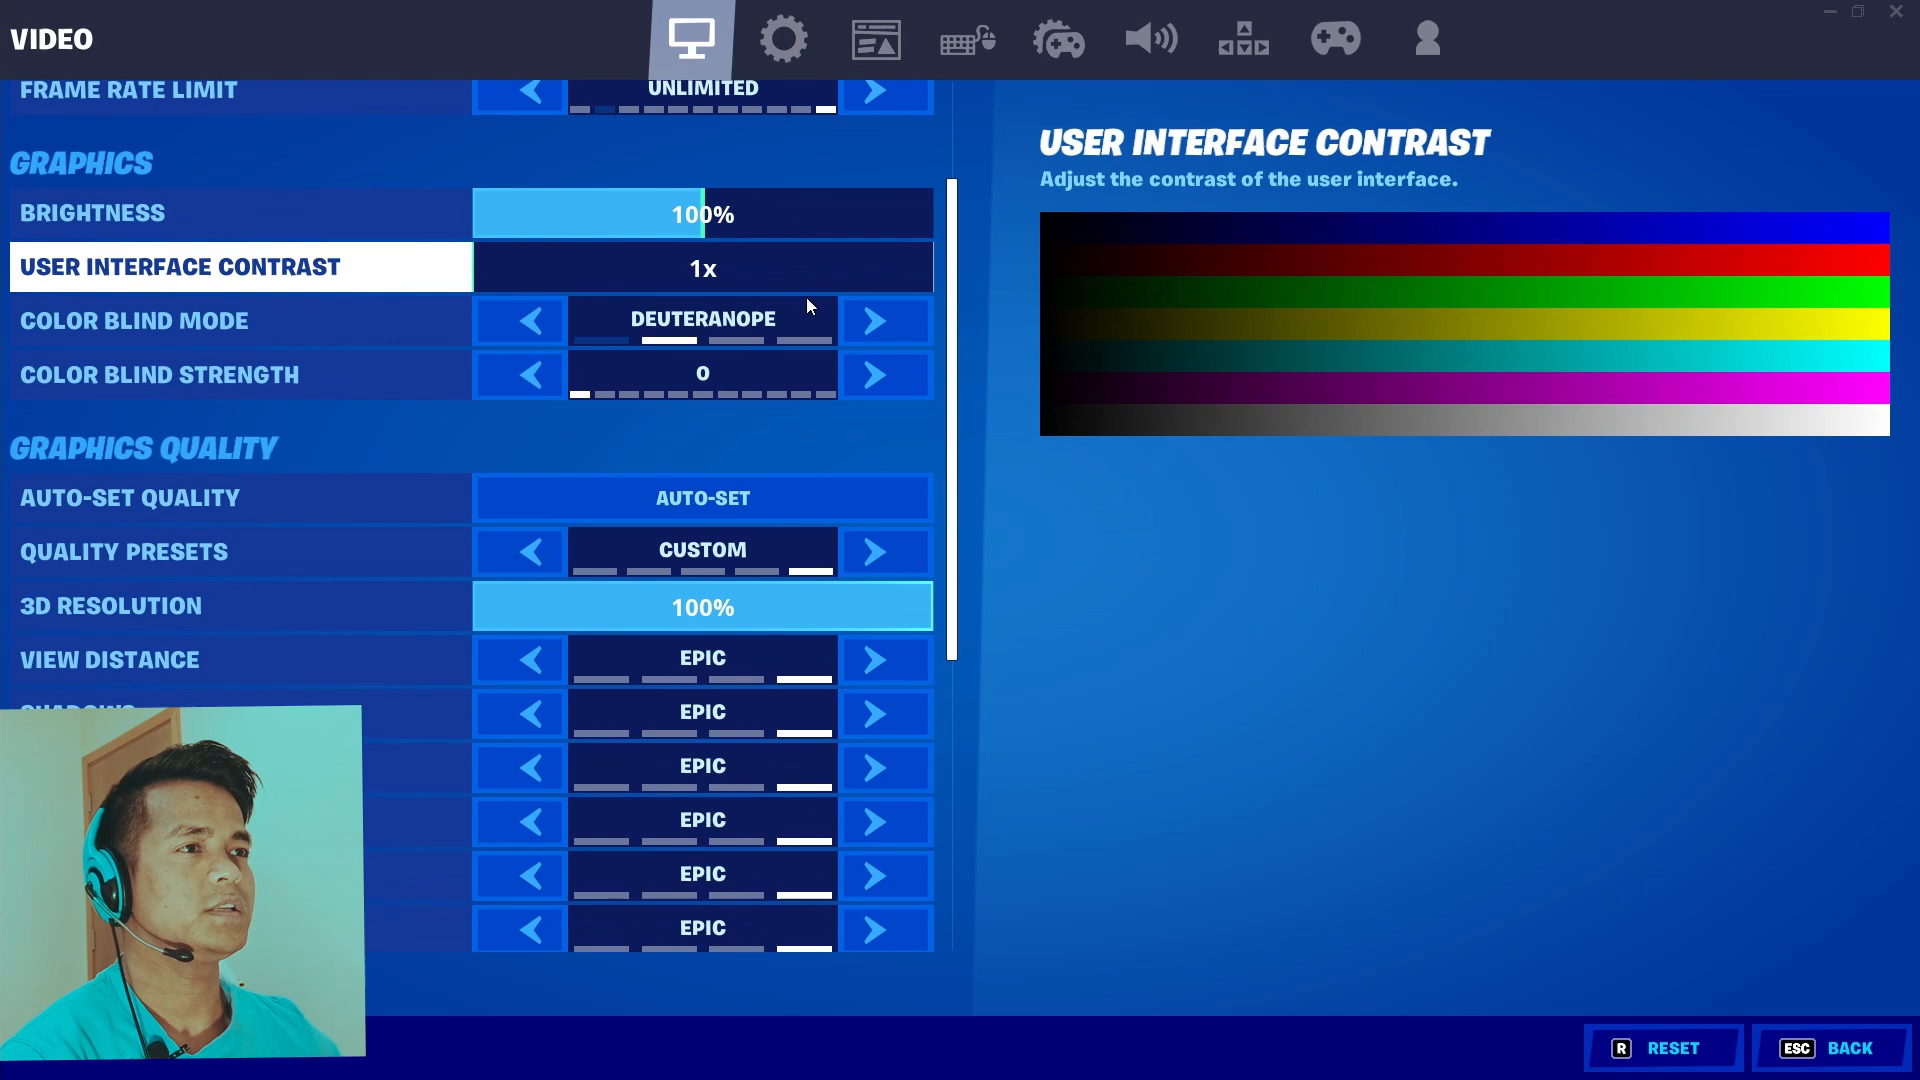 VIDEO
FRAME RATE LIMIT
UNLIMITED
GRAPHICS
BRIGHTNESS
100%
USER INTERFACE CONTRAST
1x
COLOR BLIND MODE
DEUTERANOPE
COLOR BLIND STRENGTH
0
GRAPHICS QUALITY
AUTO-SET QUALITY
AUTO-SET
QUALITY PRESETS
CUSTOM
3D RESOLUTION
100%
VIEW DISTANCE
EPIC
EPIC
EPIC
EPIC
EPIC
EPIC
USER INTERFACE CONTRAST
Adjust the contrast of the user interface.
R RESET
ESC BACK